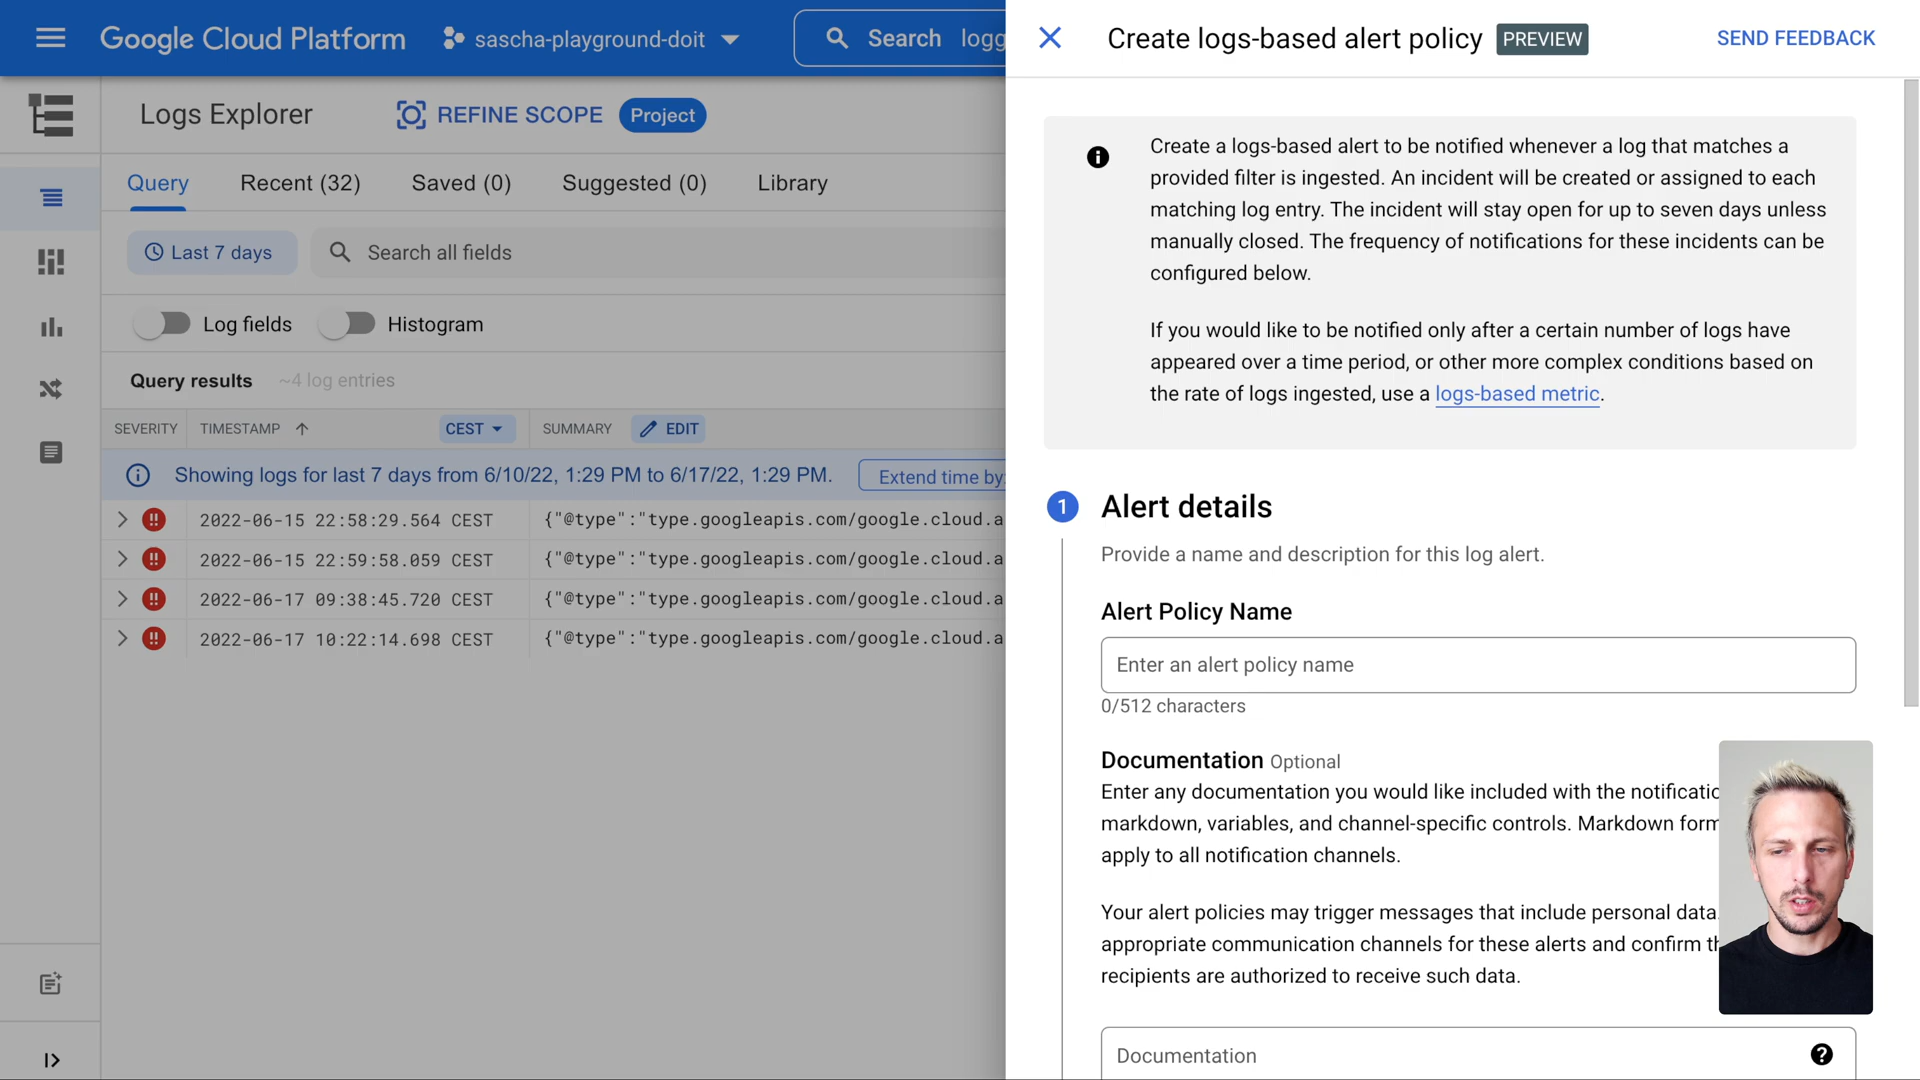 Google Cloud Platform
sascha-playground-doit
Search logg
Logs Explorer
REFINE SCOPE
Project
Query
Recent (32)
Saved (0)
Suggested (0)
Library
Last 7 days
Search all fields
Log fields
Histogram
Query results
~4 log entries
SEVERITY
TIMESTAMP
CEST
SUMMARY
EDIT
Showing logs for last 7 days from 6/10/22, 1:29 PM to 6/17/22, 1:29 PM.
Extend time by:
2022-06-15 22:58:29.564 CEST {"@type":"type.googleapis.com/google.cloud.a
2022-06-15 22:59:58.059 CEST {"@type":"type.googleapis.com/google.cloud.a
2022-06-17 09:38:45.720 CEST {"@type":"type.googleapis.com/google.cloud.a
2022-06-17 10:22:14.698 CEST {"@type":"type.googleapis.com/google.cloud.a
Create logs-based alert policy
PREVIEW
SEND FEEDBACK
Create a logs-based alert to be notified whenever a log that matches a
provided filter is ingested. An incident will be created or assigned to each
matching log entry. The incident will stay open for up to seven days unless
manually closed. The frequency of notifications for these incidents can be
configured below.
If you would like to be notified only after a certain number of logs have
appeared over a time period, or other more complex conditions based on
the rate of logs ingested, use a logs-based metric.
1
Alert details
Provide a name and description for this log alert.
Alert Policy Name
Enter an alert policy name
0/512 characters
Documentation Optional
Enter any documentation you would like included with the notificatio
markdown, variables, and channel-specific controls. Markdown form
apply to all notification channels.
Your alert policies may trigger messages that include personal data.
appropriate communication channels for these alerts and confirm th
recipients are authorized to receive such data.
Documentation